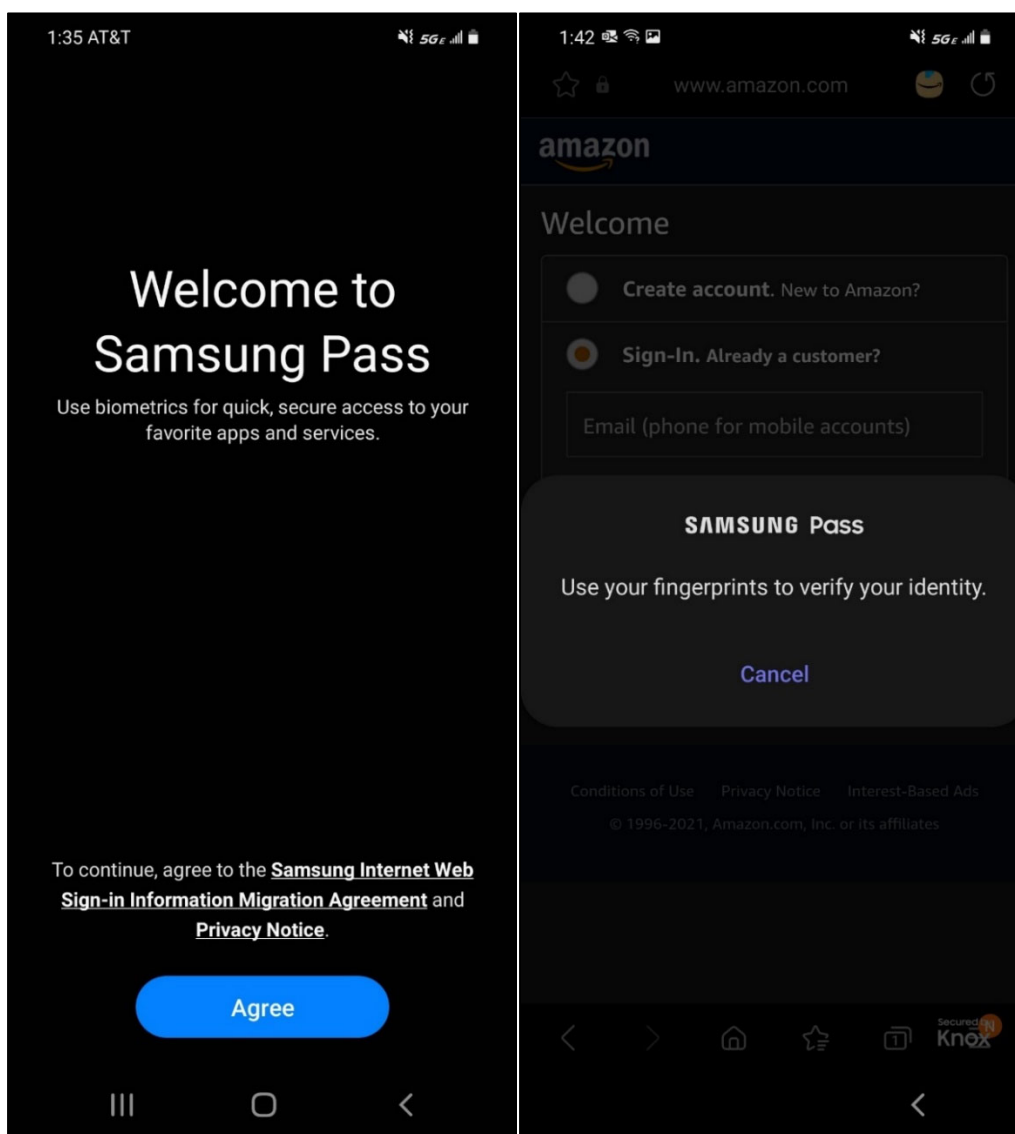 1:35 AT&T
5GE
Welcome to
Samsung Pass
Use biometrics for quick, secure access to your
favorite apps and services.
To continue, agree to the Samsung Internet Web
Sign-in Information Migration Agreement and
Privacy Notice.
Agree
1:42
5GE
www.amazon.com
amazon
Welcome
Create account. New to Amazon?
Sign-In. Already a customer?
Email (phone for mobile accounts)
SAMSUNG Pass
Use your fingerprints to verify your identity.
Cancel
Conditions of Use Privacy Notice Interest-Based Ads
© 1996-2021, Amazon.com, Inc. or its affiliates
1
Secured by
N
Knox